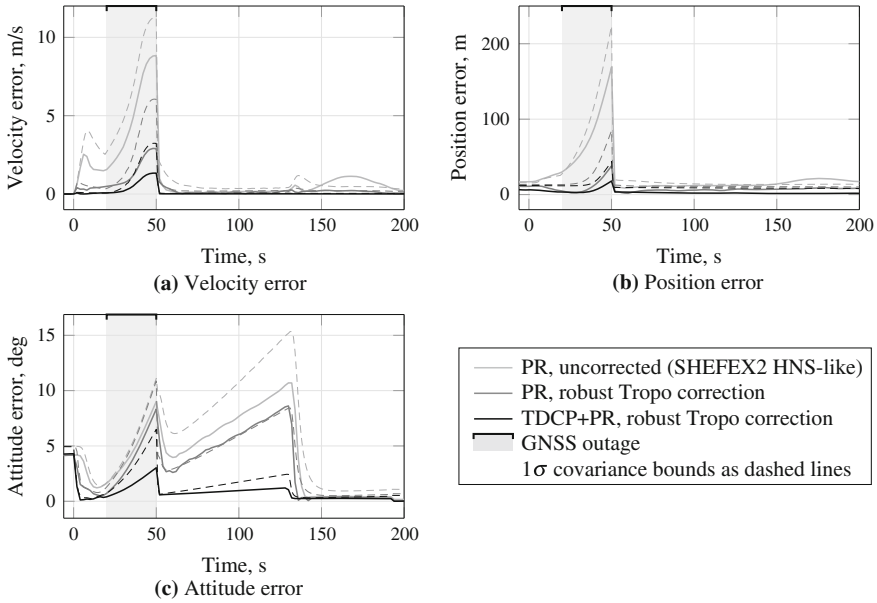 10
5
0
Velocity error, m/s
0
50
100
150
200
Time, s
(a) Velocity error
200
100
0
Position error, m
0
50
100
150
200
Time, s
(b) Position error
15
10
5
0
Attitude error, deg
0
50
100
150
200
Time, s
(c) Attitude error
PR, uncorrected (SHEFEX2 HNS-like)
PR, robust Tropo correction
TDCP+PR, robust Tropo correction
GNSS outage
1σ covariance bounds as dashed lines